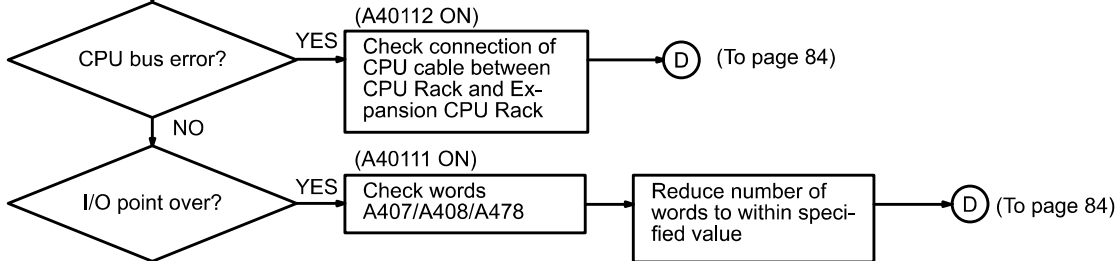 (A40112 ON)
CPU bus error?
YES
Check connection of
CPU cable between
CPU Rack and Ex-
pansion CPU Rack
D
(To page 84)
NO
(A40111 ON)
I/O point over?
YES
Check words
A407/A408/A478
Reduce number of
words to within speci-
fied value
D
(To page 84)